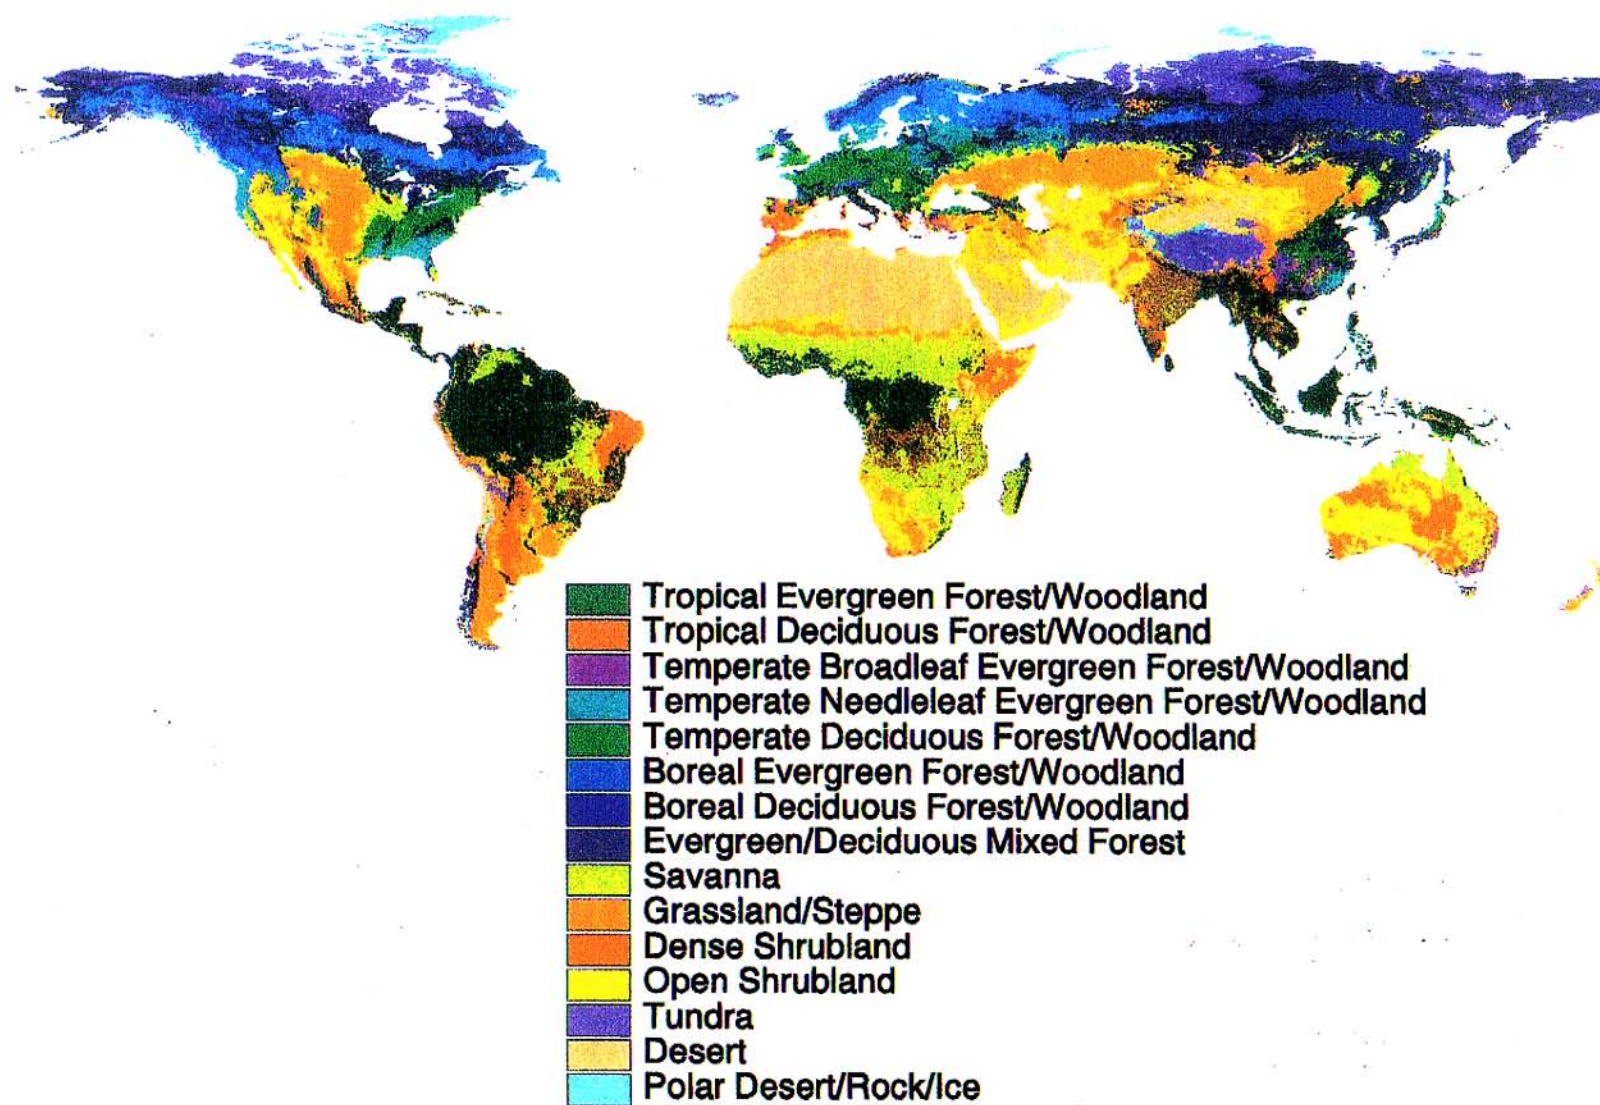 Tropical Evergreen Forest/Woodland
Tropical Deciduous Forest/Woodland
Temperate Broadleaf Evergreen Forest/Woodland
Temperate Needleleaf Evergreen Forest/Woodland
Temperate Deciduous Forest/Woodland
Boreal Evergreen Forest/Woodland
Boreal Deciduous Forest/Woodland
Evergreen/Deciduous Mixed Forest
Savanna
Grassland/Steppe
Dense Shrubland
Open Shrubland
Tundra
Desert
Polar Desert/Rock/Ice